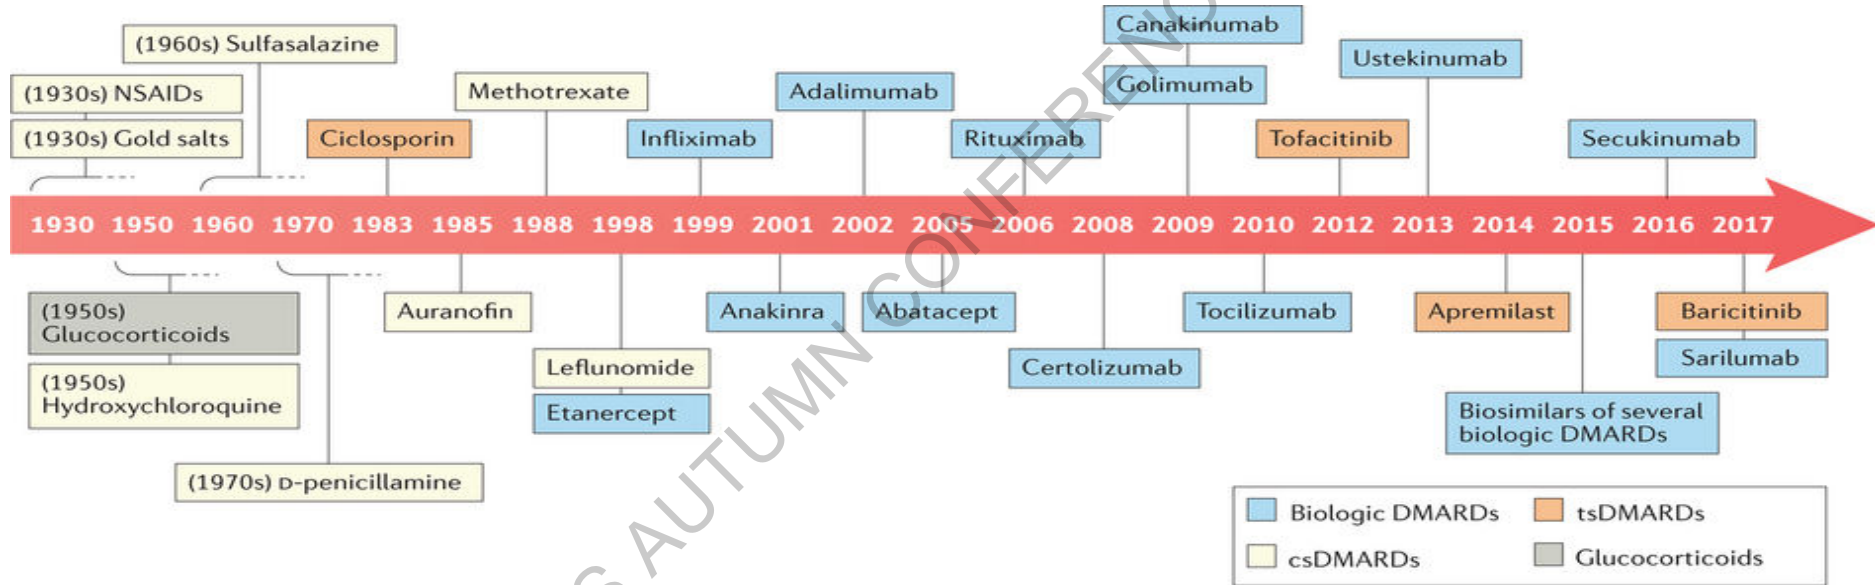 Canakinumab
(1960s) Sulfasalazine
Ustekinumab
(1930s) NSAIDs
Methotrexate
Adalimumab
Golimumab
(1930s) Gold salts
Ciclosporin
Infliximab
Rituximab
Tofacitinib
Secukinumab
1930 1950 1960 1970 1983 1985 1988 1998 1999 2001 2002 2005 2006 2008 2009 2010 2012 2013 2014 2015 2016 2017
(1950s)
Glucocorticoids
Auranofin
Anakinra
Abatacept
Tocilizumab
Apremilast
Baricitinib
(1950s)
Hydroxychloroquine
Leflunomide
Certolizumab
Sarilumab
Etanercept
Biosimilars of several
biologic DMARDs
(1970s) D-penicillamine
Biologic DMARDs
tsDMARDs
csDMARDs
Glucocorticoids
S AUTUMN CONFERENC